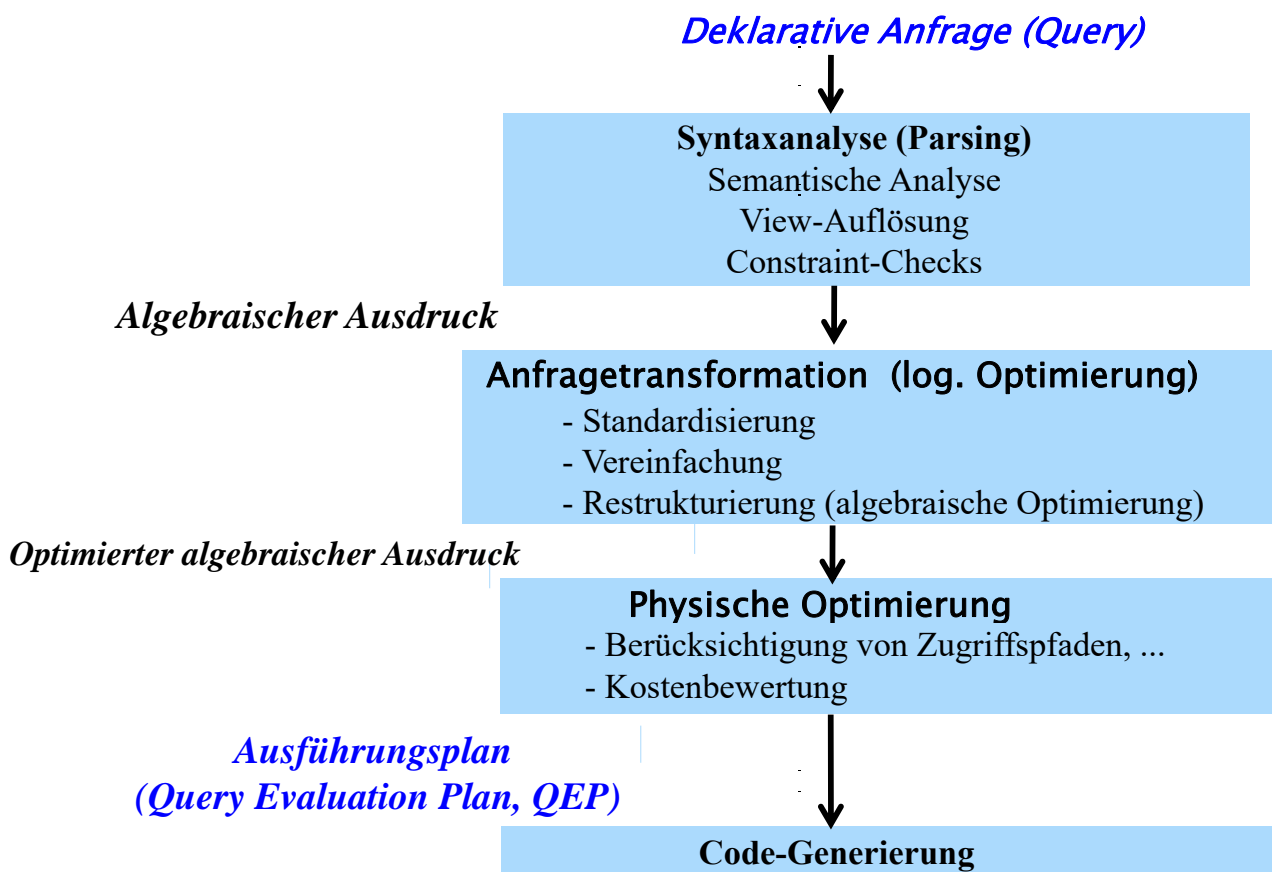 Deklarative Anfrage (Query)
Syntaxanalyse (Parsing)
Semantische Analyse
View-Auflösung
Constraint-Checks
Algebraischer Ausdruck
Anfragetransformation (log. Optimierung)
- Standardisierung
- Vereinfachung
- Restrukturierung (algebraische Optimierung)
Optimierter algebraischer Ausdruck
Physische Optimierung
- Berücksichtigung von Zugriffspfaden, ...
- Kostenbewertung
Ausführungsplan
(Query Evaluation Plan, QEP)
Code-Generierung